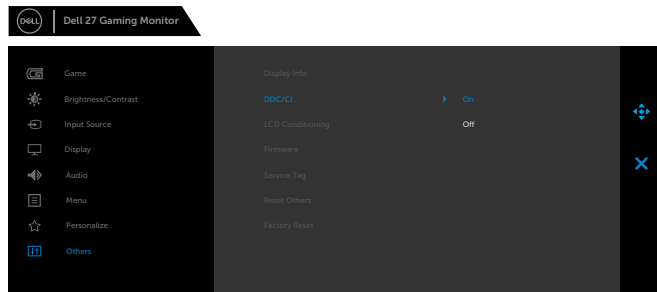 DELL
Dell 27 Gaming Monitor
Game
Display Info
Brightness/Contrast
DDC/CI
On
Input Source
LCD Conditioning
Off
Display
Firmware
Audio
Service Tag
Menu
Reset Others
Personalize
Factory Reset
Others